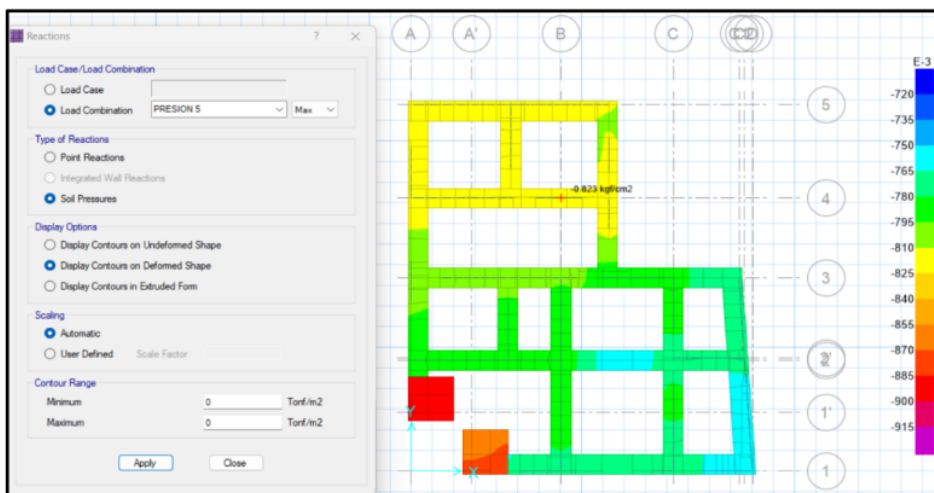 Reactions
? ×
Load Case/Load Combination
Load Case
Load Combination PRESION 5 Max
Type of Reactions
Point Reactions
Integrated Wall Reactions
Soil Pressures
Display Options
Display Contours on Undeformed Shape
Display Contours on Deformed Shape
Display Contours in Extruded Form
Scaling
Automatic
User Defined Scale Factor
Contour Range
Minimum 0 Tonf/m2
Maximum 0 Tonf/m2
Apply Close
A A' B C
5
4
3
2'
1'
1
-0.823 kgf/cm2
Y
X
E-3
-720
-735
-750
-765
-780
-795
-810
-825
-840
-855
-870
-885
-900
-915